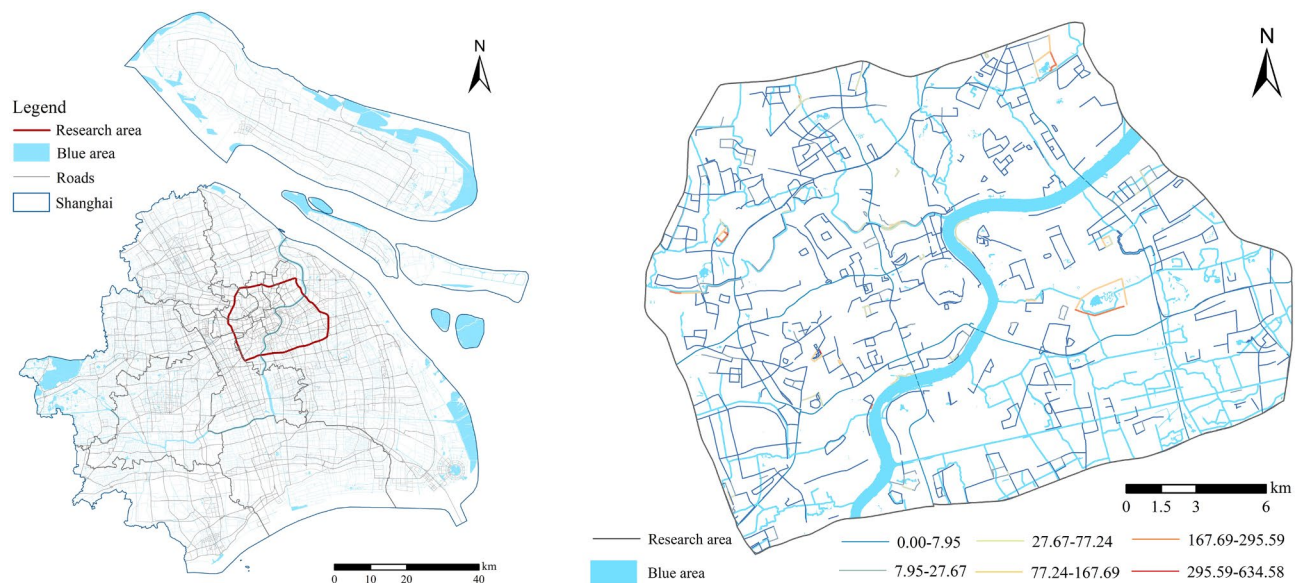 N
Legend
Research area
Blue area
Roads
Shanghai
km
0 10 20 40
N
km
0 1.5 3 6
Research area
Blue area
0.00-7.95
7.95-27.67
27.67-77.24
77.24-167.69
167.69-295.59
295.59-634.58